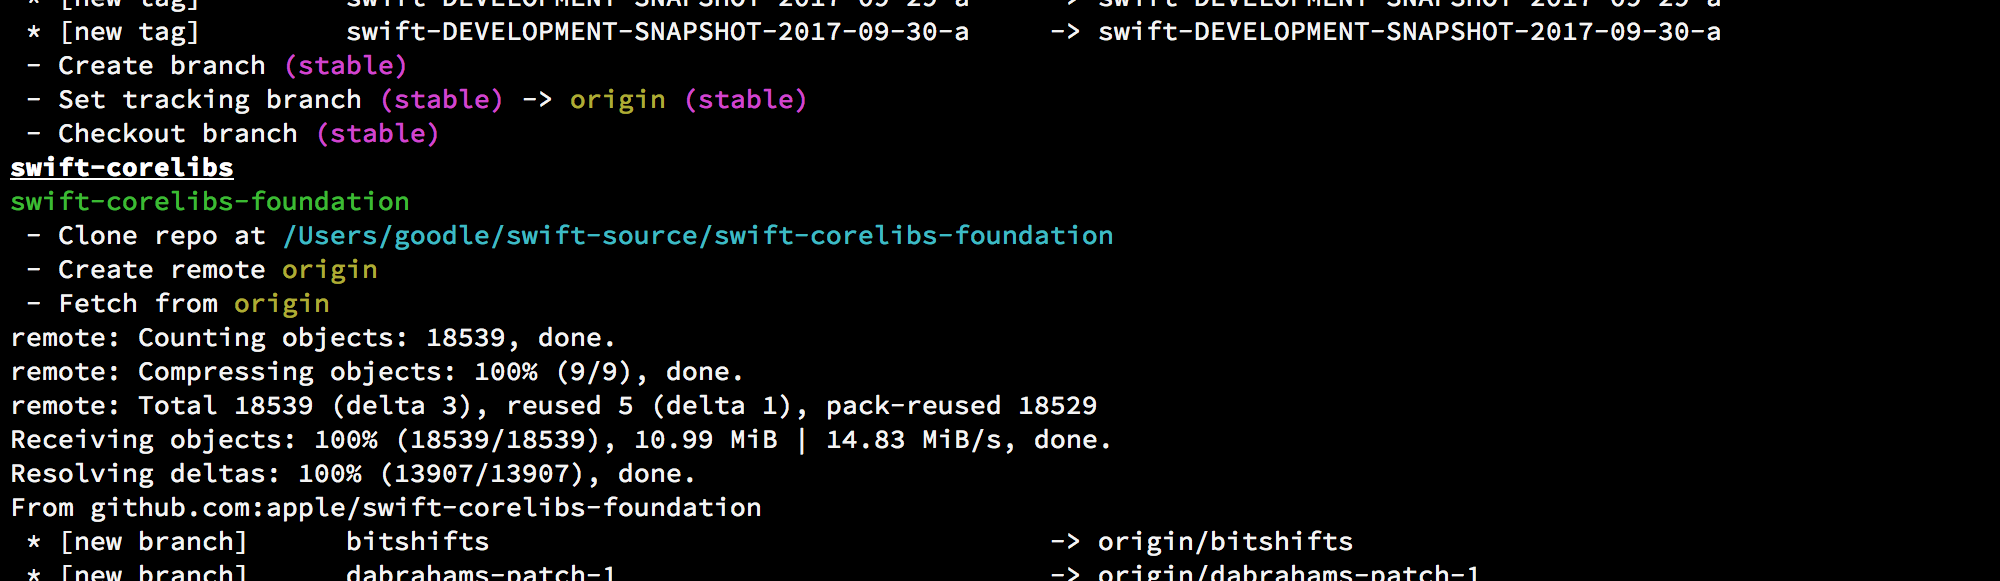 * [new tag] swift-DEVELOPMENT-SNAPSHOT-2017-09-29-a -> swift-DEVELOPMENT-SNAPSHOT-2017-09-29-a
* [new tag] swift-DEVELOPMENT-SNAPSHOT-2017-09-30-a -> swift-DEVELOPMENT-SNAPSHOT-2017-09-30-a
- Create branch (stable)
- Set tracking branch (stable) -> origin (stable)
- Checkout branch (stable)
swift-corelibs
swift-corelibs-foundation
- Clone repo at /Users/goodle/swift-source/swift-corelibs-foundation
- Create remote origin
- Fetch from origin
remote: Counting objects: 18539, done.
remote: Compressing objects: 100% (9/9), done.
remote: Total 18539 (delta 3), reused 5 (delta 1), pack-reused 18529
Receiving objects: 100% (18539/18539), 10.99 MiB | 14.83 MiB/s, done.
Resolving deltas: 100% (13907/13907), done.
From github.com:apple/swift-corelibs-foundation
* [new branch] bitshifts -> origin/bitshifts
* [new branch] dabrahams-patch-1 -> origin/dabrahams-patch-1